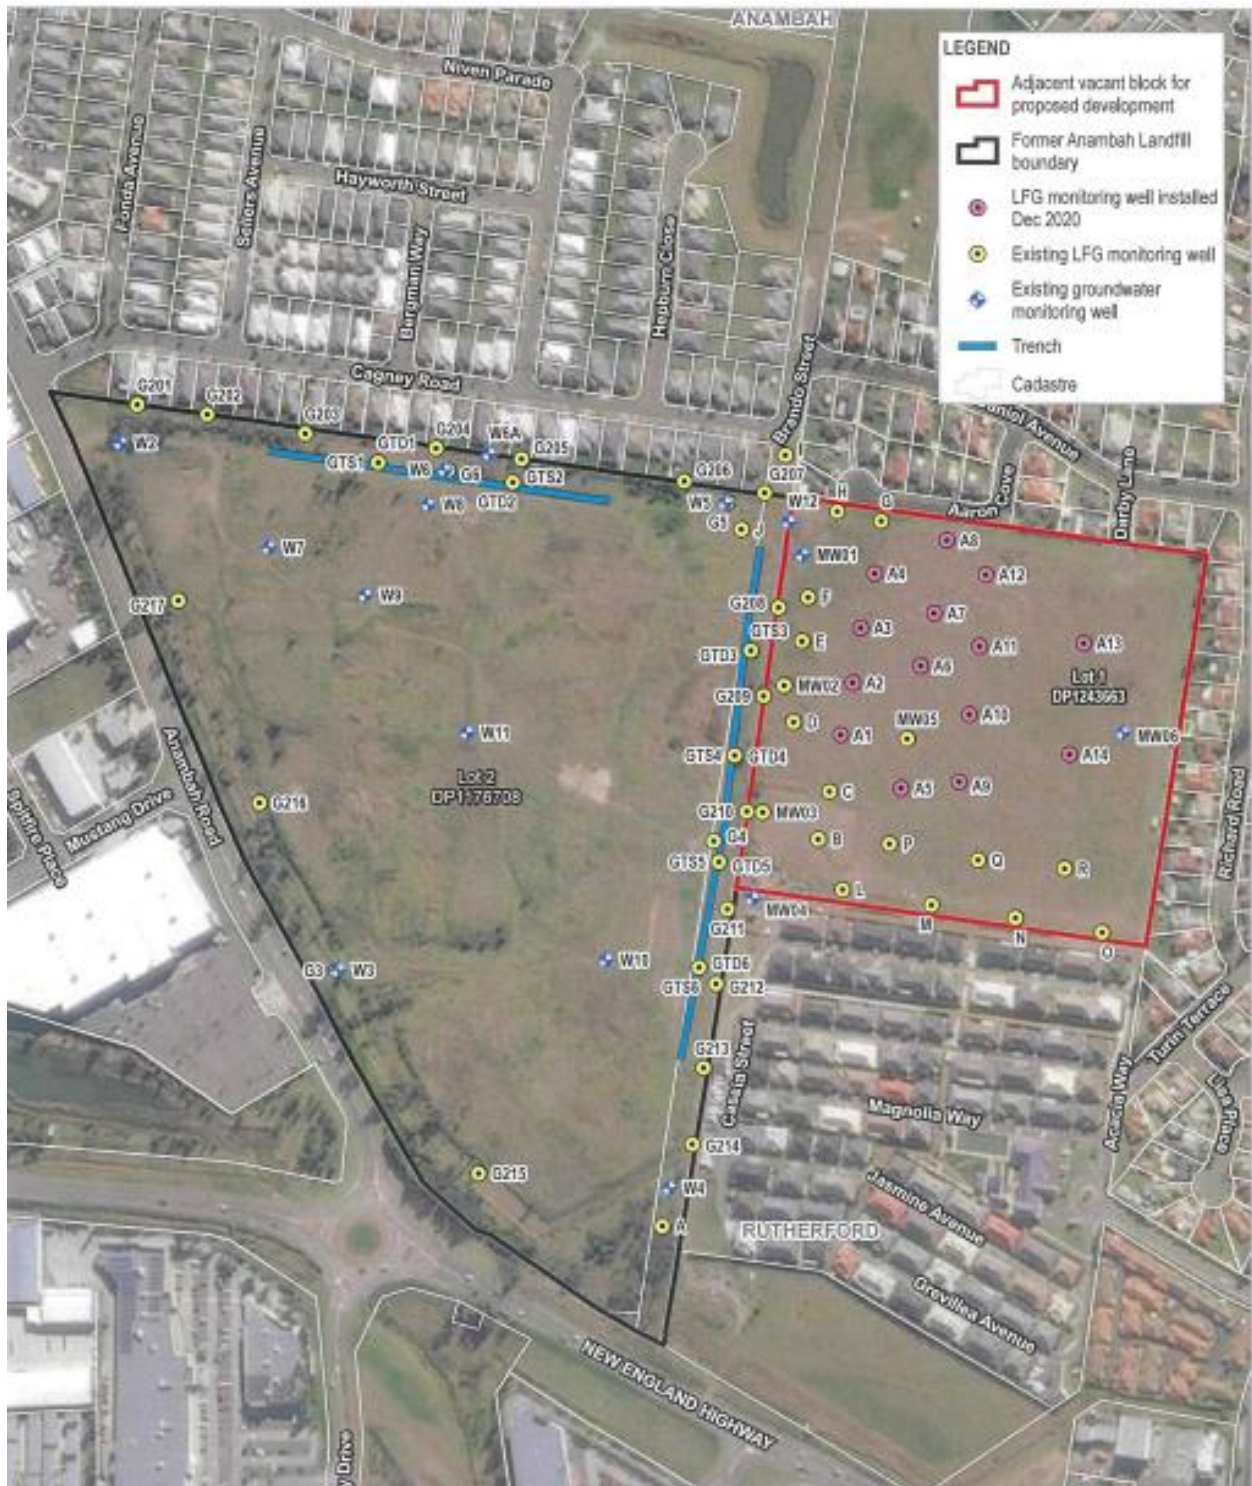 ANAMBAH
LEGEND
Adjacent vacant block for
proposed development
Former Anambah Landfill
boundary
LFG monitoring well installed
Dec 2020
Existing LFG monitoring well
Existing groundwater
monitoring well
Trench
Cadastre
Niven Parade
Fonda Avenue
Sellers Avenue
Hayworth Street
Bergman Way
Hepburn Close
Cagney Road
Brando Street
Aaron Cove
Darby Lane
G201
G202
G203
G204
W6A
G205
G206
G207
I
W2
GTD1
GTS1
W6
G6
GTS2
GTD2
W8
W5
G5
J
W12
H
G
MW01
A8
A4
A12
W7
W9
G217
G208
F
A7
GTS3
A3
E
GTD3
A11
A13
A6
Lot 1
DP1243663
G209
MW02
A2
D
A10
MW05
MW06
W11
A1
GTS4
GTD4
A14
Lot 2
DP1176708
G216
C
A5
A9
G210
MW03
G4
B
P
GTS5
GTD5
Q
R
L
MW04
M
N
O
G211
G3
W3
W10
GTD6
GTS6
G212
G213
G214
G215
W4
A
Anambah Road
Mustang Drive
Spitfire Place
Richard Road
Turin Terrace
Acacia Way
Magnolia Way
Jasmine Avenue
RUTHERFORD
Grevillea Avenue
NEW ENGLAND HIGHWAY
Drive